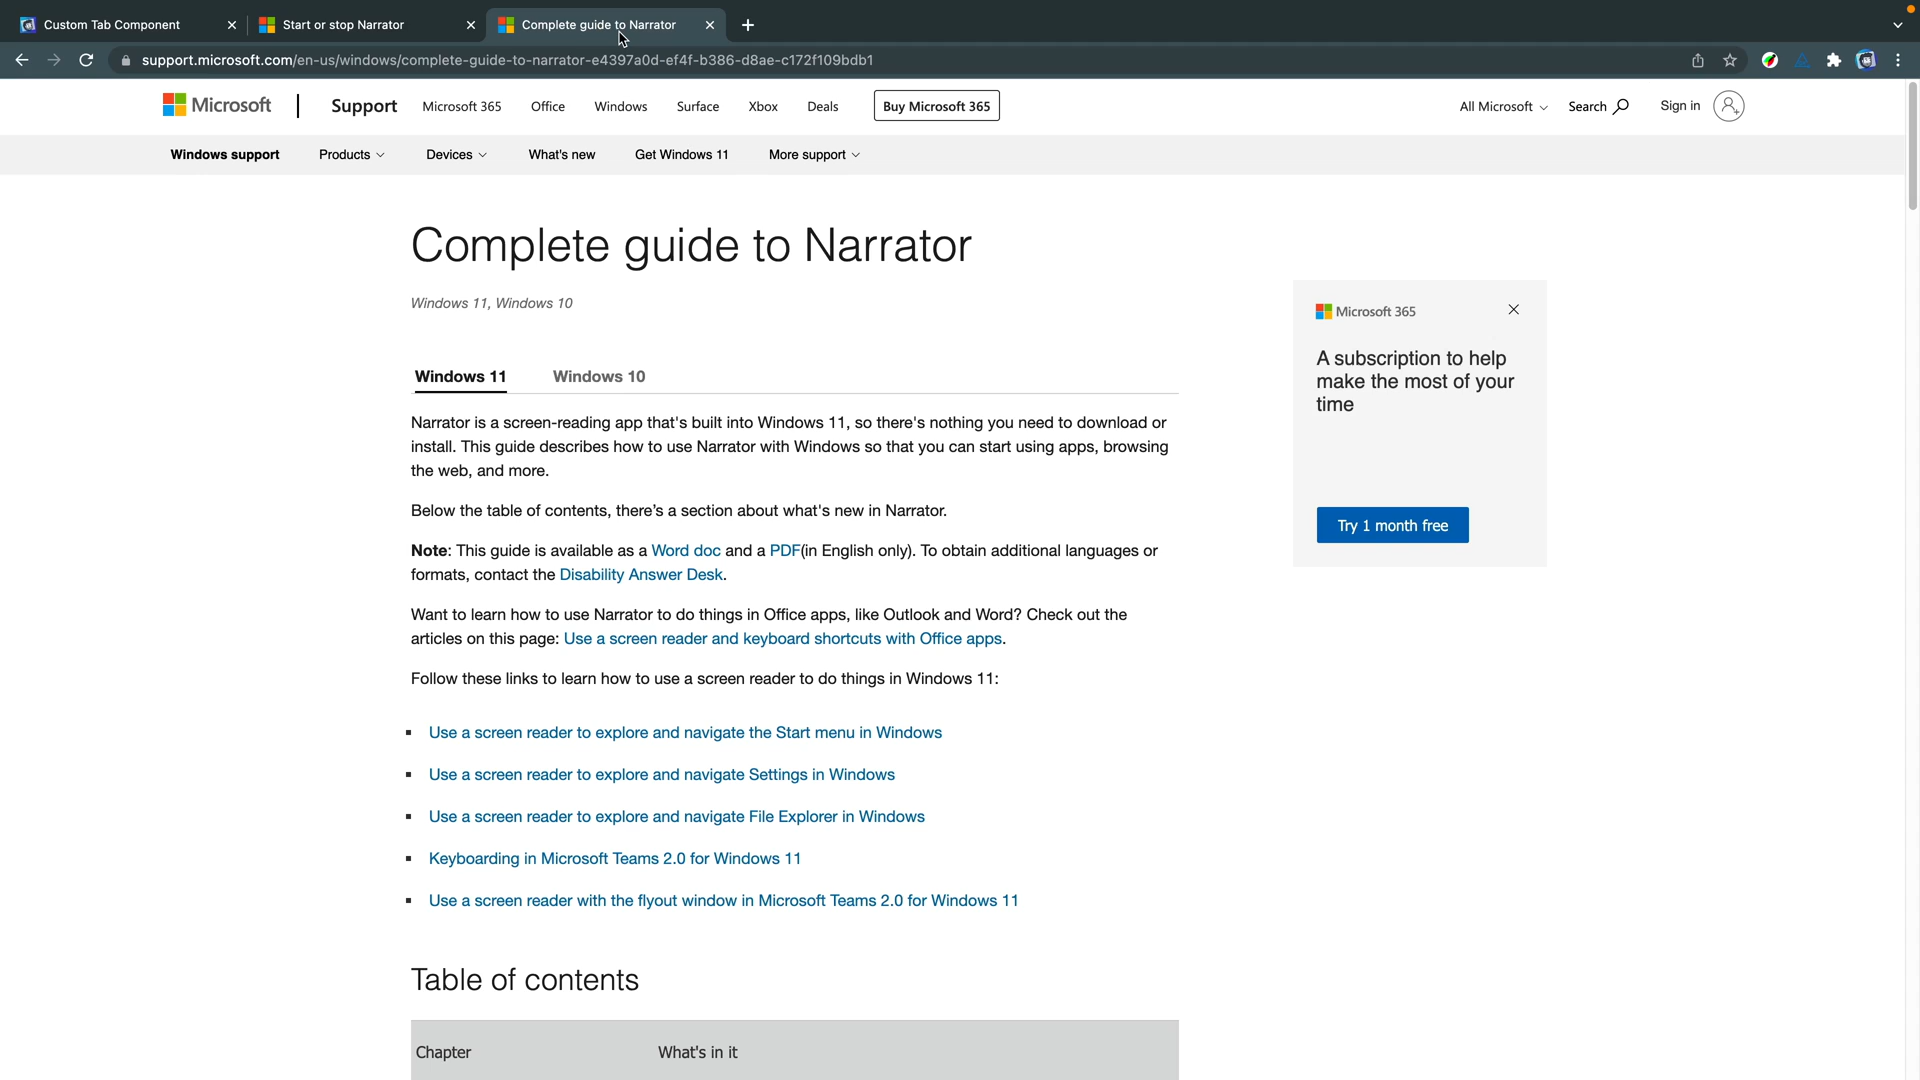 Custom Tab Component
Start or stop Narrator
Complete guide to Narrator
support.microsoft.com/en-us/windows/complete-guide-to-narrator-e4397a0d-ef4f-b386-d8ae-c172f109bdb1
Microsoft
Support
Microsoft 365
Office
Windows
Surface
Xbox
Deals
Buy Microsoft 365
All Microsoft
Search
Sign in
Windows support
Products
Devices
What's new
Get Windows 11
More support
Complete guide to Narrator
Windows 11, Windows 10
Windows 11
Windows 10
Narrator is a screen-reading app that's built into Windows 11, so there's nothing you need to download or
install. This guide describes how to use Narrator with Windows so that you can start using apps, browsing
the web, and more.
Below the table of contents, there’s a section about what's new in Narrator.
Note: This guide is available as a Word doc and a PDF(in English only). To obtain additional languages or
formats, contact the Disability Answer Desk.
Want to learn how to use Narrator to do things in Office apps, like Outlook and Word? Check out the
articles on this page: Use a screen reader and keyboard shortcuts with Office apps.
Follow these links to learn how to use a screen reader to do things in Windows 11:
Use a screen reader to explore and navigate the Start menu in Windows
Use a screen reader to explore and navigate Settings in Windows
Use a screen reader to explore and navigate File Explorer in Windows
Keyboarding in Microsoft Teams 2.0 for Windows 11
Use a screen reader with the flyout window in Microsoft Teams 2.0 for Windows 11
Table of contents
Chapter
What's in it
Microsoft 365
A subscription to help
make the most of your
time
Try 1 month free